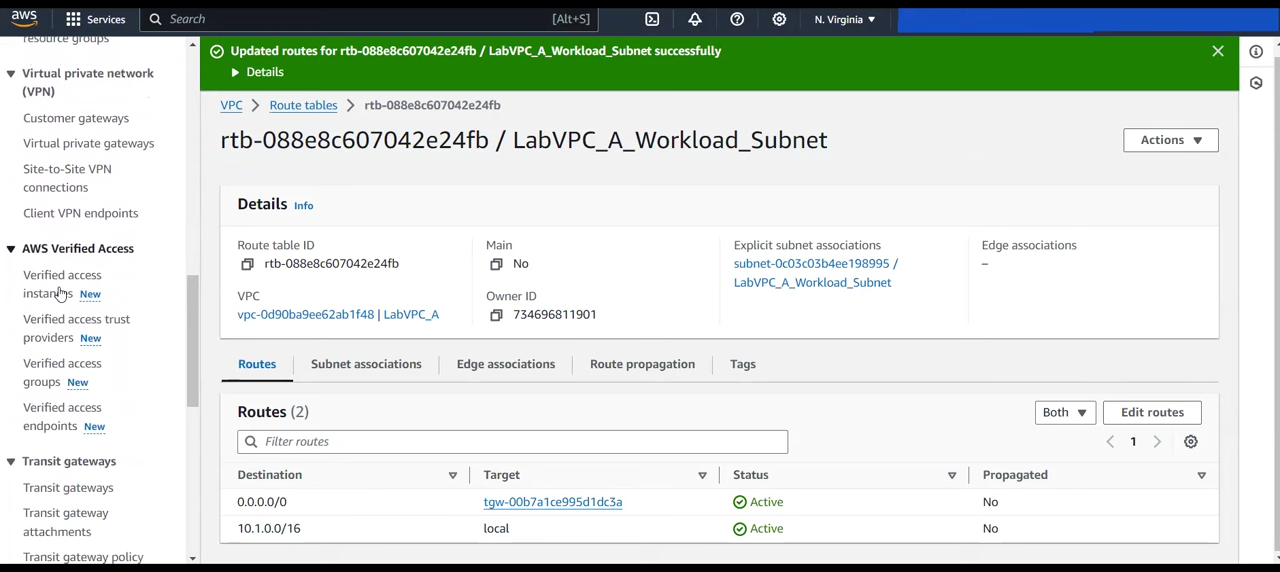 aws
Services
Search [Alt+S]
N. Virginia
resource groups
Virtual private network
(VPN)
Customer gateways
Virtual private gateways
Site-to-Site VPN
connections
Client VPN endpoints
AWS Verified Access
Verified access
instances New
Verified access trust
providers New
Verified access
groups New
Verified access
endpoints New
Transit gateways
Transit gateways
Transit gateway
attachments
Transit gateway policy
Updated routes for rtb-088e8c607042e24fb / LabVPC_A_Workload_Subnet successfully
Details
VPC Route tables rtb-088e8c607042e24fb
rtb-088e8c607042e24fb / LabVPC_A_Workload_Subnet
Actions
Details Info
Route table ID
rtb-088e8c607042e24fb
Main
No
Explicit subnet associations
subnet-0c03c03b4ee198995 /
LabVPC_A_Workload_Subnet
Edge associations
–
VPC
vpc-0d90ba9ee62ab1f48 | LabVPC_A
Owner ID
734696811901
Routes Subnet associations Edge associations Route propagation Tags
Routes (2)
Both Edit routes
Filter routes
1
Destination Target Status Propagated
0.0.0.0/0 tgw-00b7a1ce995d1dc3a Active No
10.1.0.0/16 local Active No